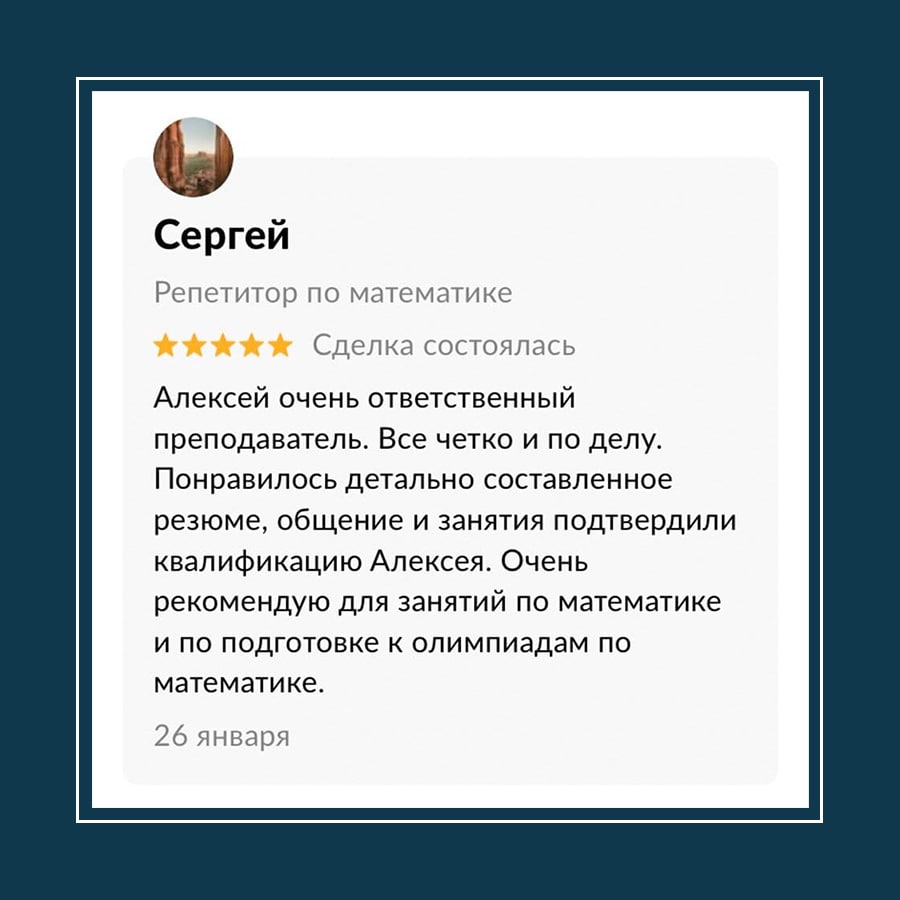 Сергей
Репетитор по математике
Сделка состоялась
Алексей очень ответственный
преподаватель. Все четко и по делу.
Понравилось детально составленное
резюме, общение и занятия подтвердили
квалификацию Алексея. Очень
рекомендую для занятий по математике
и по подготовке к олимпиадам по
математике.
26 января